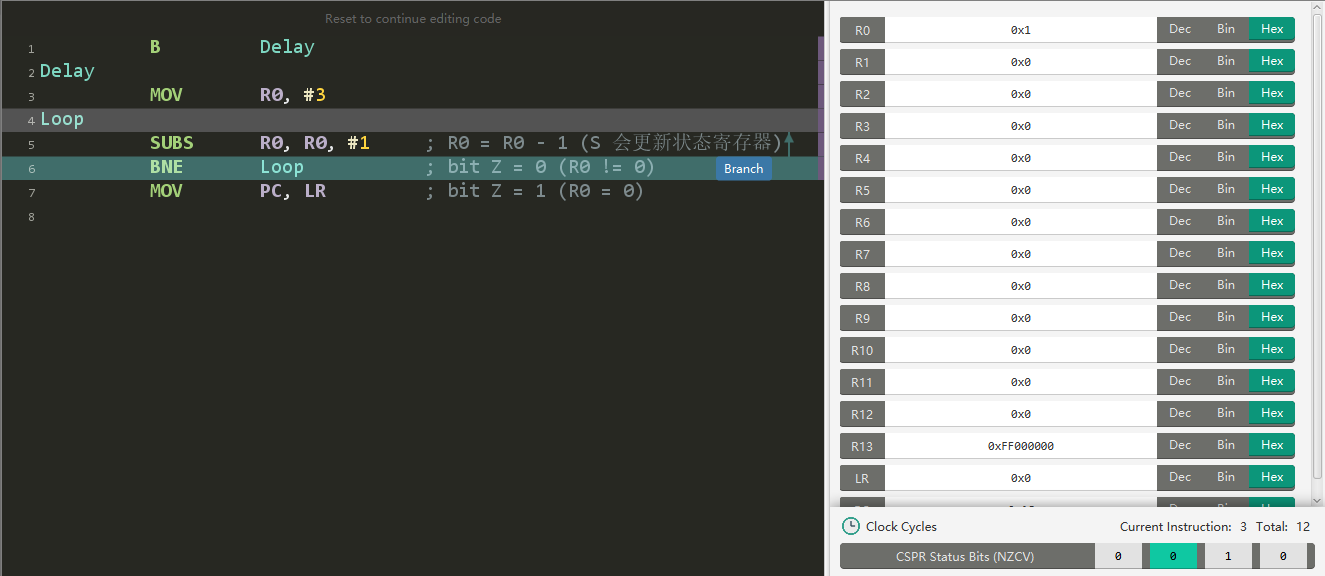 Reset to continue editing code
1 B Delay
2 Delay
3 MOV R0, #3
4 Loop
5 SUBS R0, R0, #1 ; R0 = R0 - 1 (S 会更新状态寄存器)
6 BNE Loop ; bit Z = 0 (R0 != 0) Branch
7 MOV PC, LR ; bit Z = 1 (R0 = 0)
8
R0 0x1 Dec Bin Hex
R1 0x0 Dec Bin Hex
R2 0x0 Dec Bin Hex
R3 0x0 Dec Bin Hex
R4 0x0 Dec Bin Hex
R5 0x0 Dec Bin Hex
R6 0x0 Dec Bin Hex
R7 0x0 Dec Bin Hex
R8 0x0 Dec Bin Hex
R9 0x0 Dec Bin Hex
R10 0x0 Dec Bin Hex
R11 0x0 Dec Bin Hex
R12 0x0 Dec Bin Hex
R13 0xFF000000 Dec Bin Hex
LR 0x0 Dec Bin Hex
Clock Cycles Current Instruction: 3 Total: 12
CSPR Status Bits (NZCV) 0 0 1 0